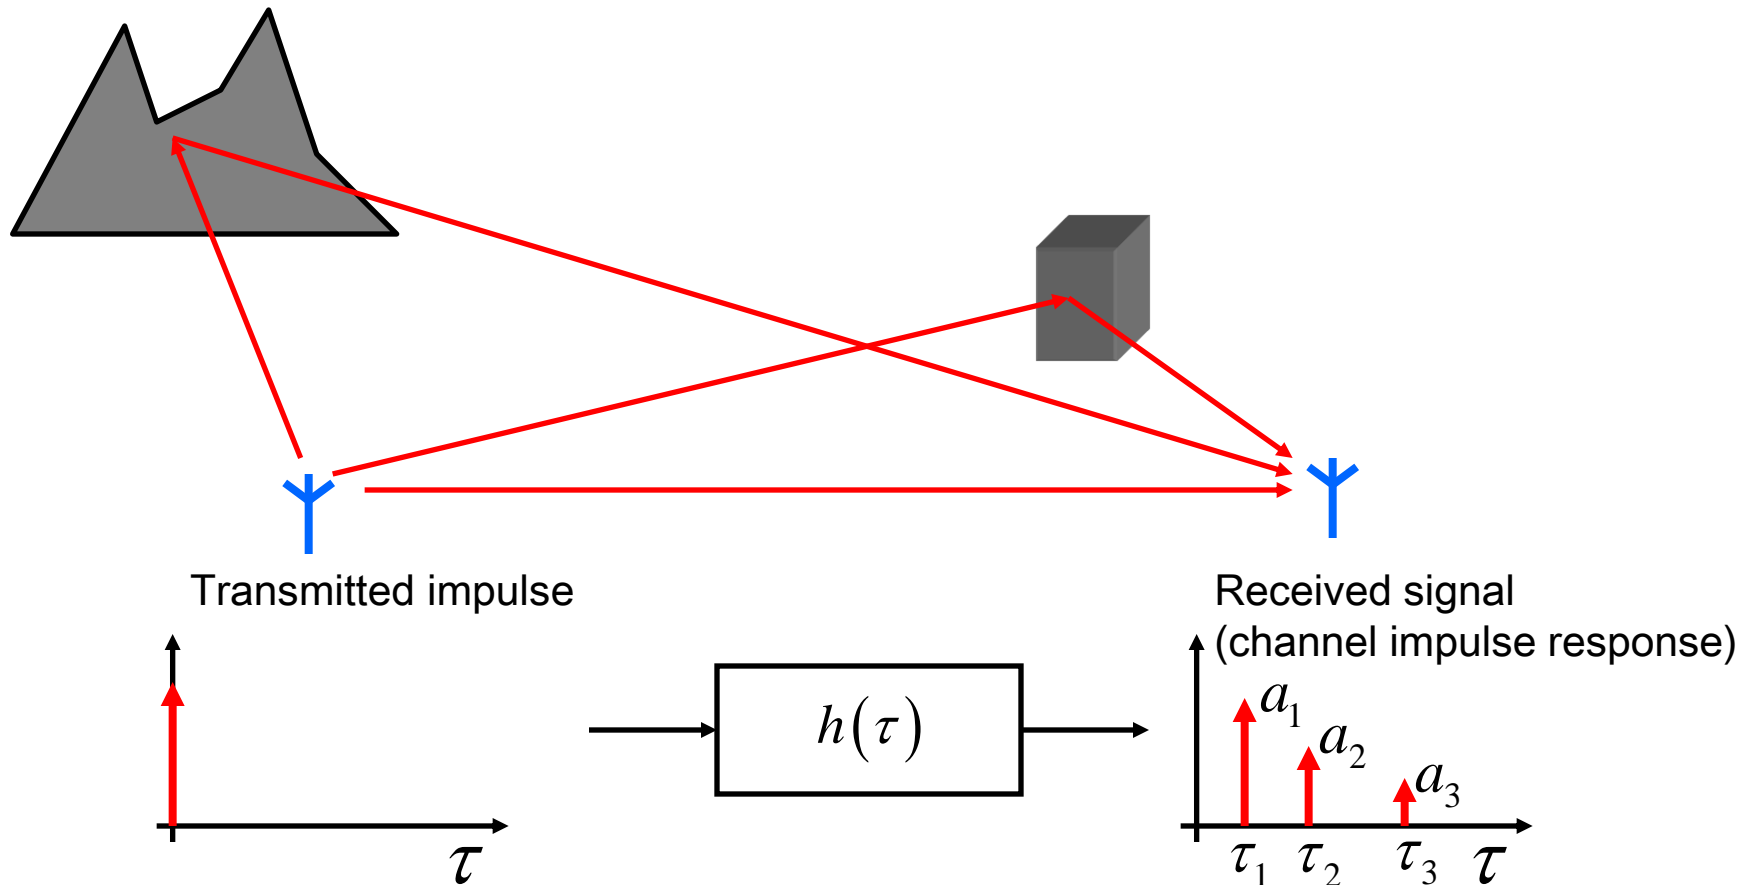 Transmitted impulse
Received signal
(channel impulse response)
h(τ)
a₁
a₂
a₃
τ
τ₁ τ₂ τ₃ τ